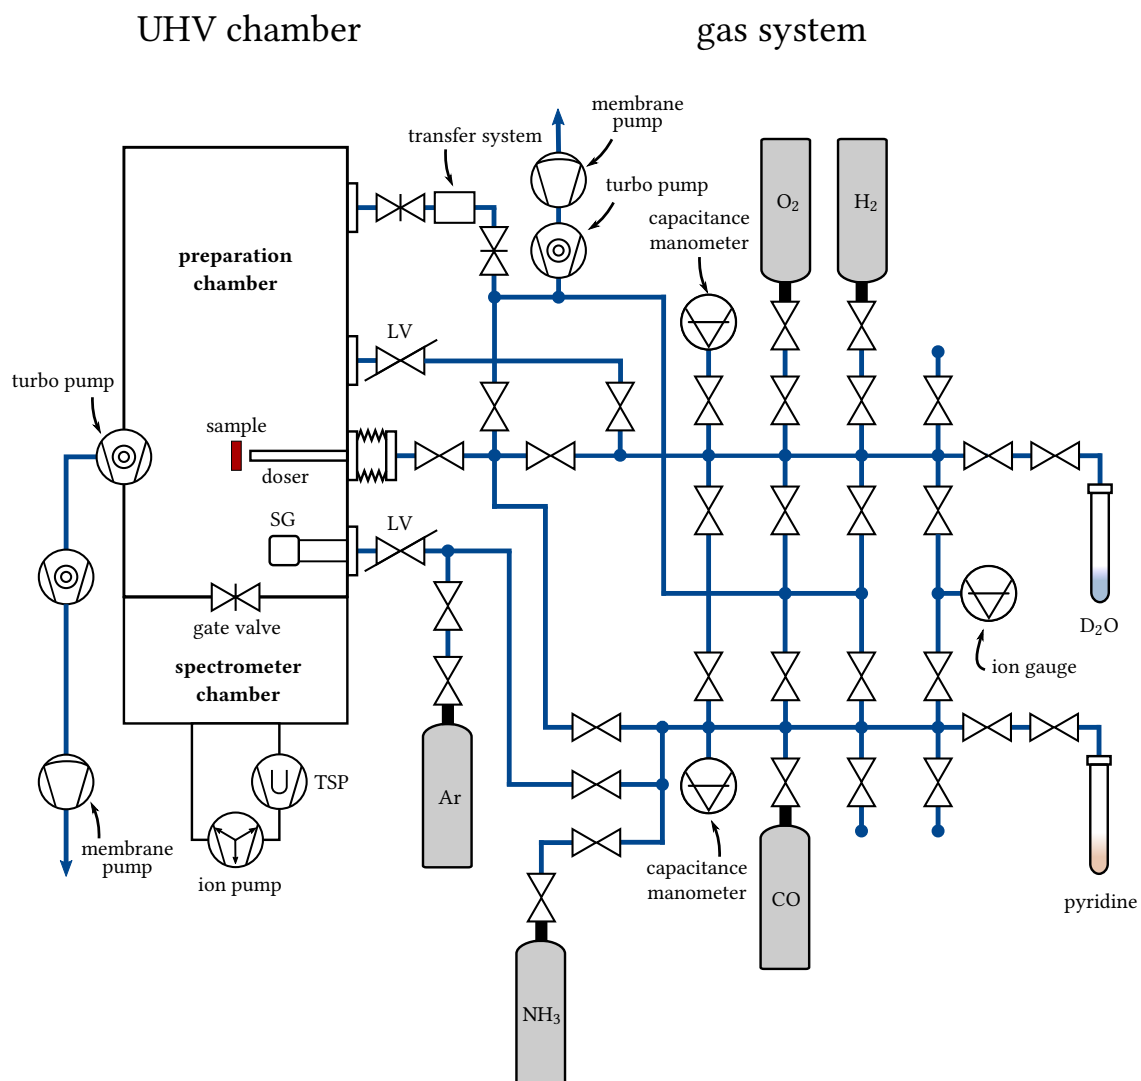 UHV chamber
gas system
membrane
pump
transfer system
turbo pump
capacitance
manometer
O₂
H₂
preparation
chamber
LV
turbo pump
sample
doser
SG
LV
D₂O
gate valve
ion gauge
spectrometer
chamber
TSP
Ar
membrane
pump
ion pump
capacitance
manometer
CO
pyridine
NH₃